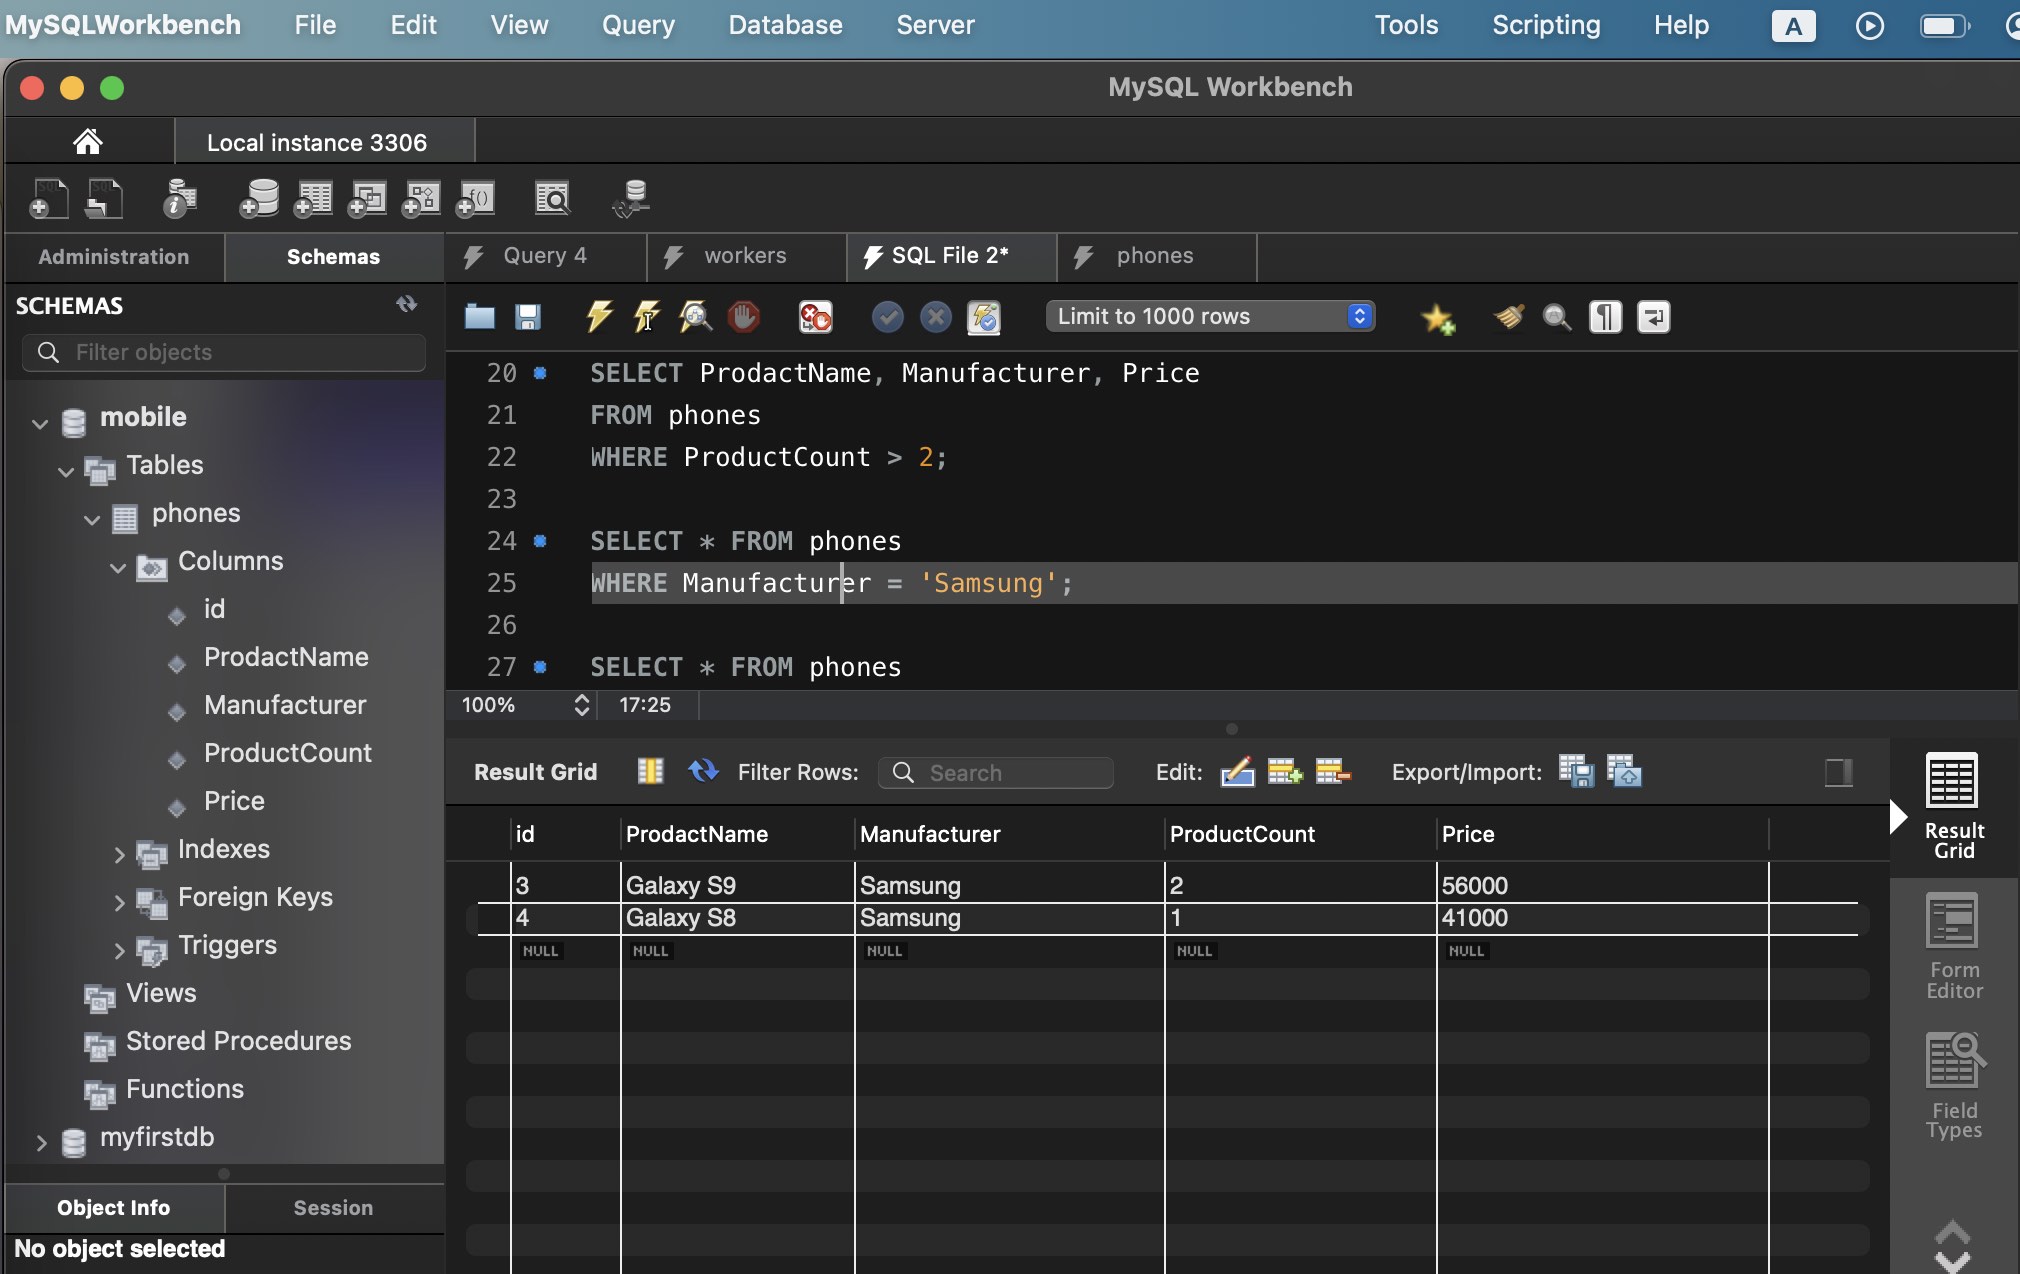 MySQLWorkbench File Edit View Query Database Server Tools Scripting Help A
MySQL Workbench
Local instance 3306
Administration Schemas
Query 4 workers SQL File 2* phones
SCHEMAS
Filter objects
mobile
Tables
phones
Columns
id
ProdactName
Manufacturer
ProductCount
Price
Indexes
Foreign Keys
Triggers
Views
Stored Procedures
Functions
myfirstdb
Object Info Session
No object selected
Limit to 1000 rows
20 SELECT ProdactName, Manufacturer, Price
21 FROM phones
22 WHERE ProductCount > 2;
23
24 SELECT * FROM phones
25 WHERE Manufacturer = 'Samsung';
26
27 SELECT * FROM phones
100% 17:25
Result Grid Filter Rows: Search Edit: Export/Import:
id ProdactName Manufacturer ProductCount Price
3 Galaxy S9 Samsung 2 56000
4 Galaxy S8 Samsung 1 41000
NULL NULL NULL NULL NULL
Result
Grid
Form
Editor
Field
Types